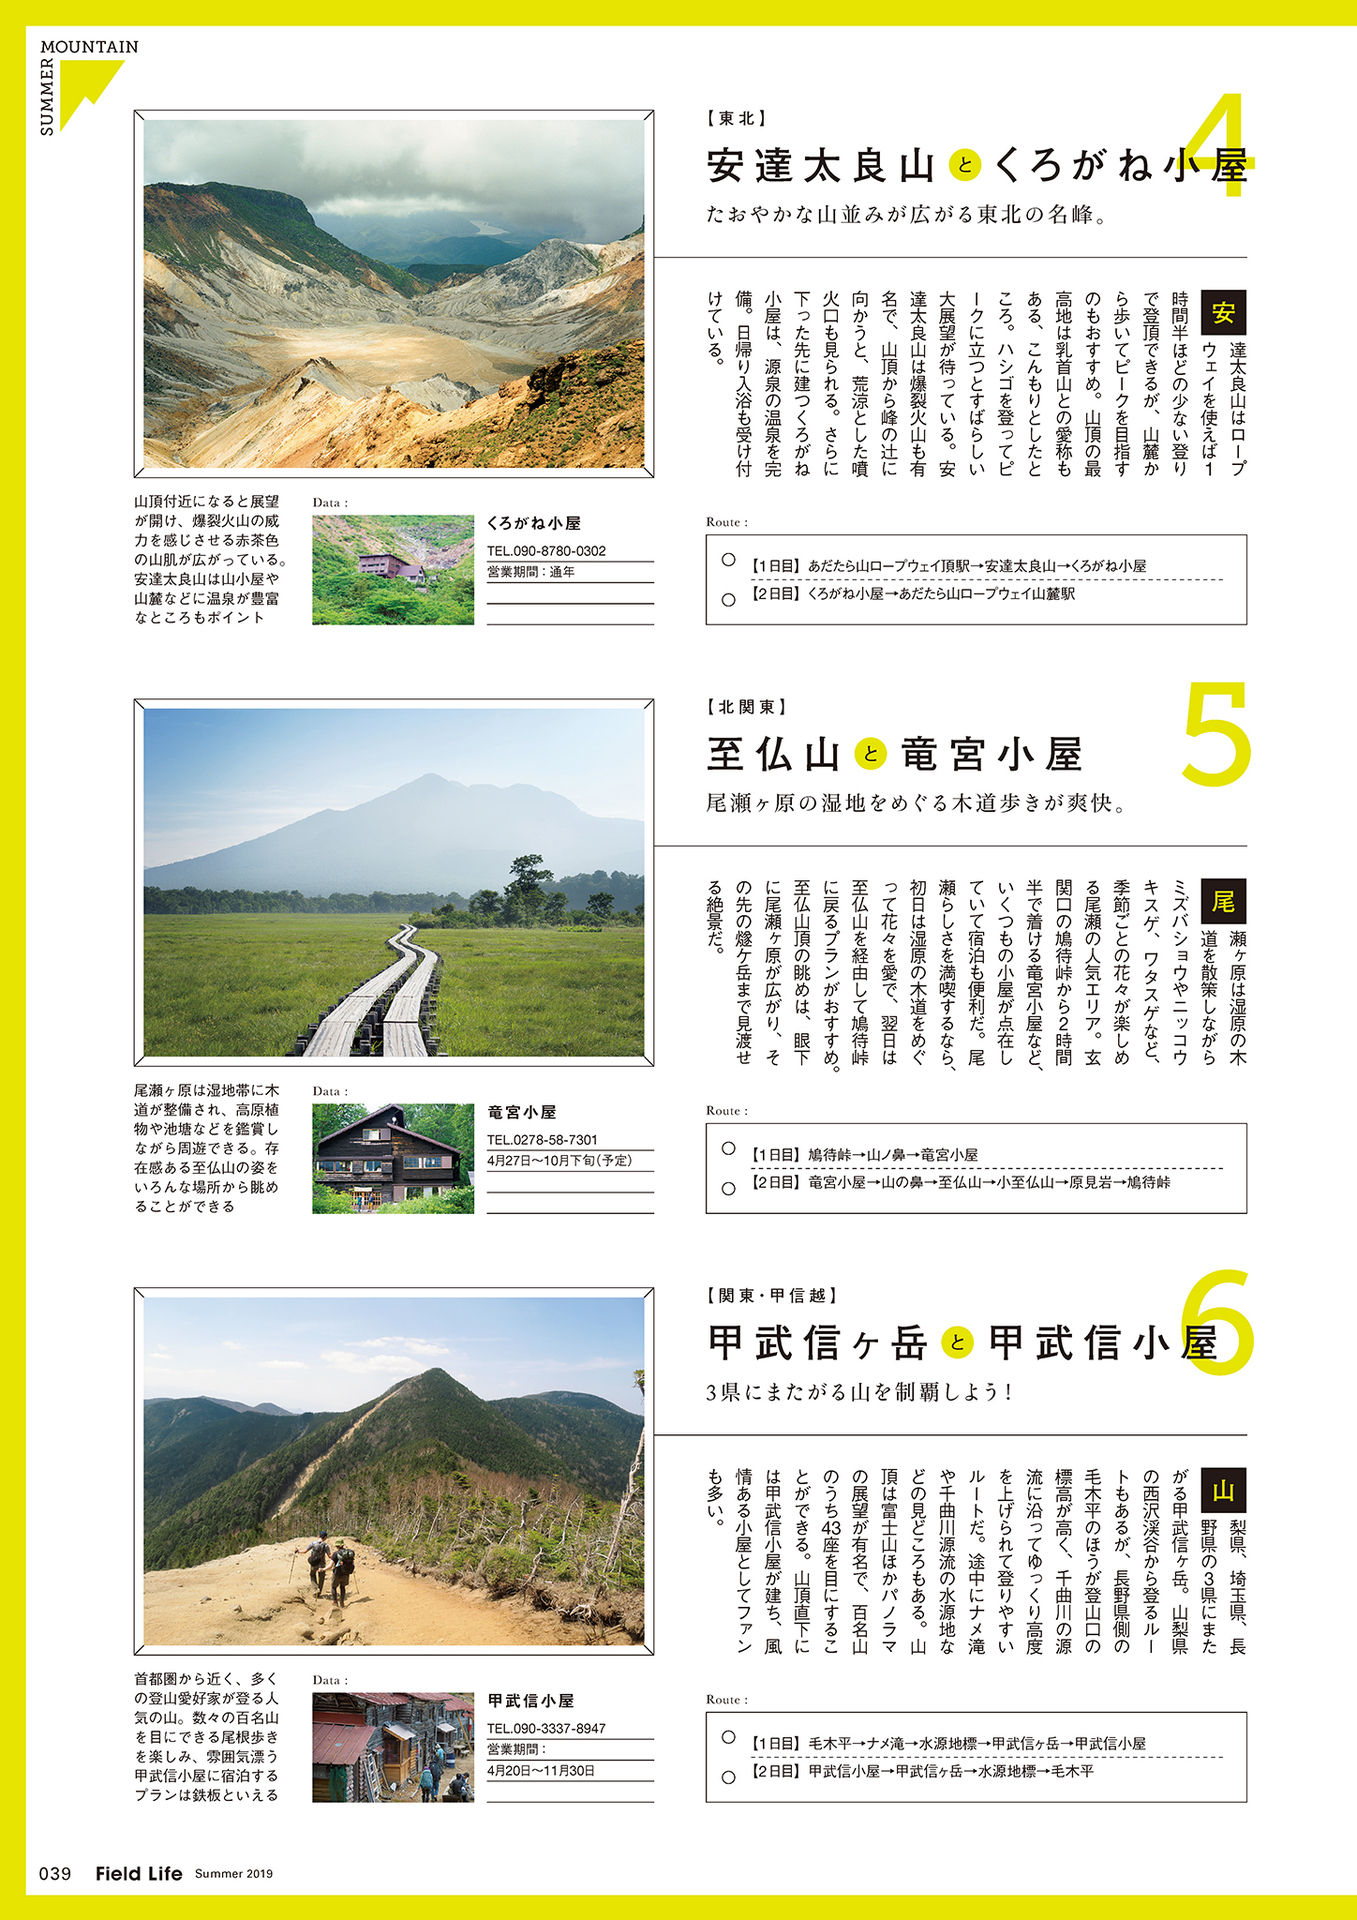 MOUNTAIN
SUMMER
4
【東北】
安達太良山とくろがね小屋
たおやかな山並みが広がる東北の名峰。
安
達太良山はロープ
ウェイを使えば1
時間半ほどの少ない登り
で登頂できるが、山麓か
ら歩いてピークを目指す
のもおすすめ。山頂の最
高地は乳首山との愛称も
ある、こんもりとしたと
ころ。ハシゴを登ってピ
ークに立つとすばらしい
大展望が待っている。安
達太良山は爆裂火山も有
名で、山頂から峰の辻に
向かうと、荒涼とした噴
火口も見られる。さらに
下った先に建つくろがね
小屋は、源泉の温泉を完
備。日帰り入浴も受け付
けている。
山頂付近になると展望
が開け、爆裂火山の威
力を感じさせる赤茶色
の山肌が広がっている。
安達太良山は山小屋や
山麓などに温泉が豊富
なところもポイント
Data :
くろがね小屋
TEL.090-8780-0302
営業期間：通年
Route :
【1日目】あだたら山ロープウェイ頂駅→安達太良山→くろがね小屋
【2日目】くろがね小屋→あだたら山ロープウェイ山麓駅
5
【北関東】
至仏山と竜宮小屋
尾瀬ヶ原の湿地をめぐる木道歩きが爽快。
尾
瀬ヶ原は湿原の木
道を散策しながら
ミズバショウやニッコウ
キスゲ、ワタスゲなど、
季節ごとの花々が楽しめ
る尾瀬の人気エリア。玄
関口の鳩待峠から2時間
半で着ける竜宮小屋など、
いくつもの小屋が点在し
ていて宿泊も便利だ。尾
瀬らしさを満喫するなら、
初日は湿原の木道をめぐ
って花々を愛で、翌日は
至仏山を経由して鳩待峠
に戻るプランがおすすめ。
至仏山頂の眺めは、眼下
に尾瀬ヶ原が広がり、そ
の先の燧ケ岳まで見渡せ
る絶景だ。
尾瀬ヶ原は湿地帯に木
道が整備され、高原植
物や池塘などを鑑賞し
ながら周遊できる。存
在感ある至仏山の姿を
いろんな場所から眺め
ることができる
Data :
竜宮小屋
TEL.0278-58-7301
4月27日〜10月下旬（予定）
Route :
【1日目】鳩待峠→山ノ鼻→竜宮小屋
【2日目】竜宮小屋→山の鼻→至仏山→小至仏山→原見岩→鳩待峠
6
【関東・甲信越】
甲武信ヶ岳と甲武信小屋
3県にまたがる山を制覇しよう！
山
梨県、埼玉県、長
野県の3県にまた
がる甲武信ヶ岳。山梨県
の西沢渓谷から登るルー
トもあるが、長野県側の
毛木平のほうが登山口の
標高が高く、千曲川の源
流に沿ってゆっくり高度
を上げられて登りやすい
ルートだ。途中にナメ滝
や千曲川源流の水源地な
どの見どころもある。山
頂は富士山ほかパノラマ
の展望が有名で、百名山
のうち43座を目にするこ
とができる。山頂直下に
は甲武信小屋が建ち、風
情ある小屋としてファン
も多い。
首都圏から近く、多く
の登山愛好家が登る人
気の山。数々の百名山
を目にできる尾根歩き
を楽しみ、雰囲気漂う
甲武信小屋に宿泊する
プランは鉄板といえる
Data :
甲武信小屋
TEL.090-3337-8947
営業期間：
4月20日〜11月30日
Route :
【1日目】毛木平→ナメ滝→水源地標→甲武信ヶ岳→甲武信小屋
【2日目】甲武信小屋→甲武信ヶ岳→水源地標→毛木平
039 Field Life Summer 2019